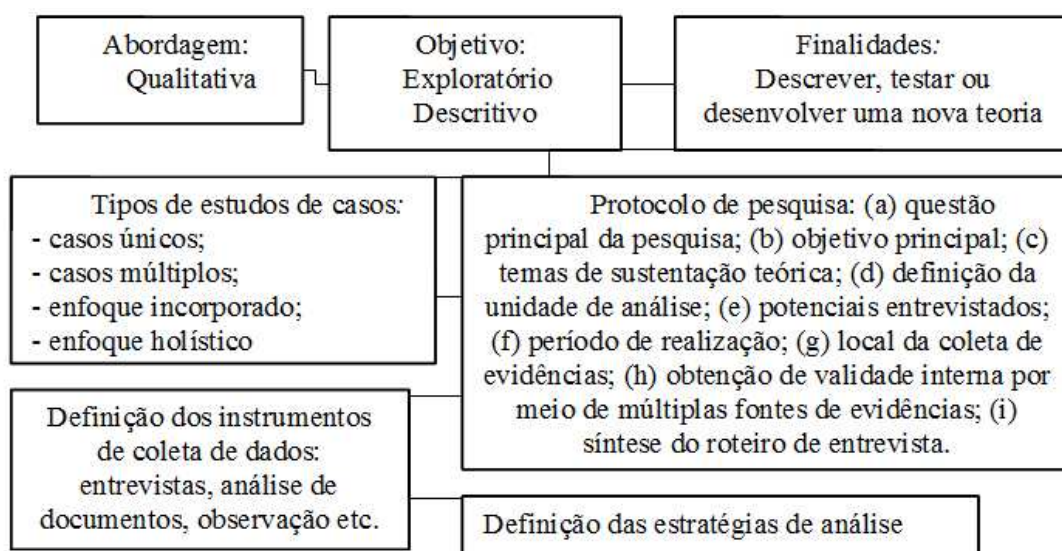 Abordagem:
Qualitativa
Objetivo:
Exploratório
Descritivo
Finalidades:
Descrever, testar ou
desenvolver uma nova teoria
Tipos de estudos de casos:
- casos únicos;
- casos múltiplos;
- enfoque incorporado;
- enfoque holístico
Protocolo de pesquisa: (a) questão
principal da pesquisa; (b) objetivo principal; (c)
temas de sustentação teórica; (d) definição da
unidade de análise; (e) potenciais entrevistados;
(f) período de realização; (g) local da coleta de
evidências; (h) obtenção de validade interna por
meio de múltiplas fontes de evidências; (i)
síntese do roteiro de entrevista.
Definição dos instrumentos
de coleta de dados:
entrevistas, análise de
documentos, observação etc.
Definição das estratégias de análise